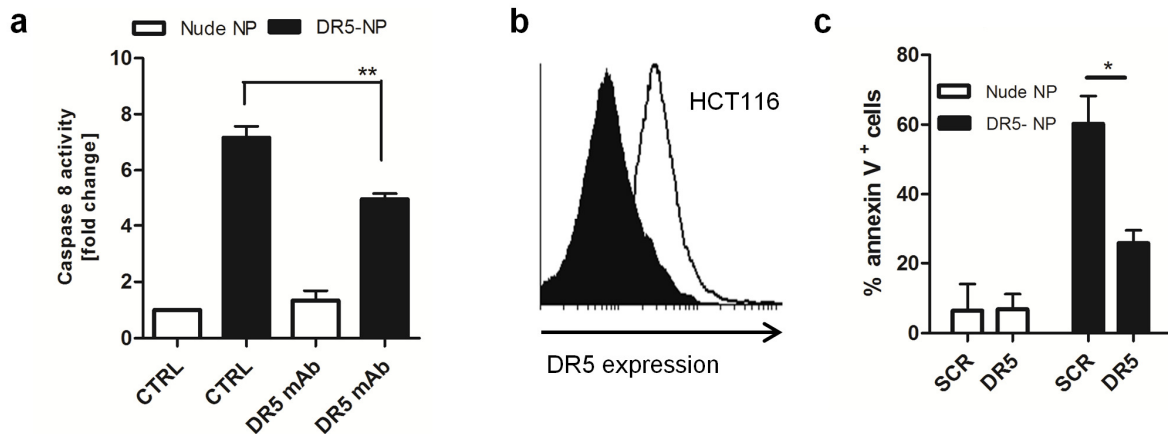 a
Nude NP DR5-NP
**
Caspase 8 activity
[fold change]
10
8
6
4
2
0
CTRL
CTRL
DR5 mAb
DR5 mAb
b
HCT116
DR5 expression
c
Nude NP
DR5- NP
*
% annexin V + cells
80
60
40
20
0
SCR
DR5
SCR
DR5